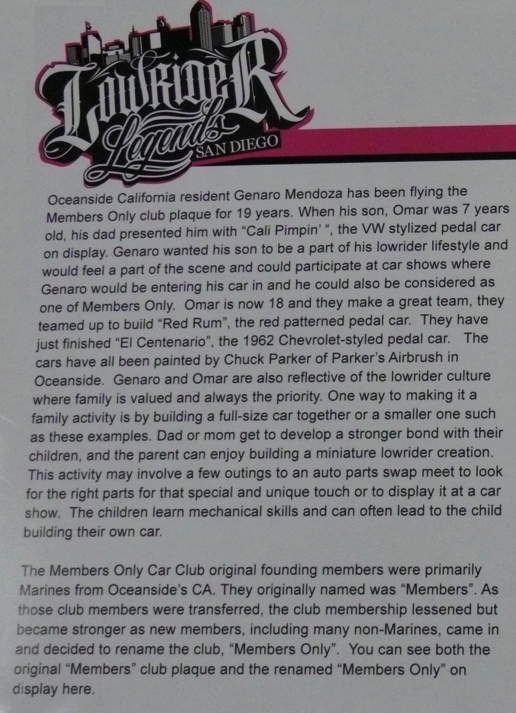 Lowrider
Legends
SAN DIEGO
Oceanside California resident Genaro Mendoza has been flying the
Members Only club plaque for 19 years. When his son, Omar was 7 years
old, his dad presented him with “Cali Pimpin’ “, the VW stylized pedal car
on display. Genaro wanted his son to be a part of his lowrider lifestyle and
would feel a part of the scene and could participate at car shows where
Genaro would be entering his car in and he could also be considered as
one of Members Only. Omar is now 18 and they make a great team, they
teamed up to build “Red Rum”, the red patterned pedal car. They have
just finished “El Centenario”, the 1962 Chevrolet-styled pedal car. The
cars have all been painted by Chuck Parker of Parker’s Airbrush in
Oceanside. Genaro and Omar are also reflective of the lowrider culture
where family is valued and always the priority. One way to making it a
family activity is by building a full-size car together or a smaller one such
as these examples. Dad or mom get to develop a stronger bond with their
children, and the parent can enjoy building a miniature lowrider creation.
This activity may involve a few outings to an auto parts swap meet to look
for the right parts for that special and unique touch or to display it at a car
show. The children learn mechanical skills and can often lead to the child
building their own car.
The Members Only Car Club original founding members were primarily
Marines from Oceanside’s CA. They originally named was “Members”. As
those club members were transferred, the club membership lessened but
became stronger as new members, including many non-Marines, came in
and decided to rename the club, “Members Only”. You can see both the
original “Members” club plaque and the renamed “Members Only” on
display here.